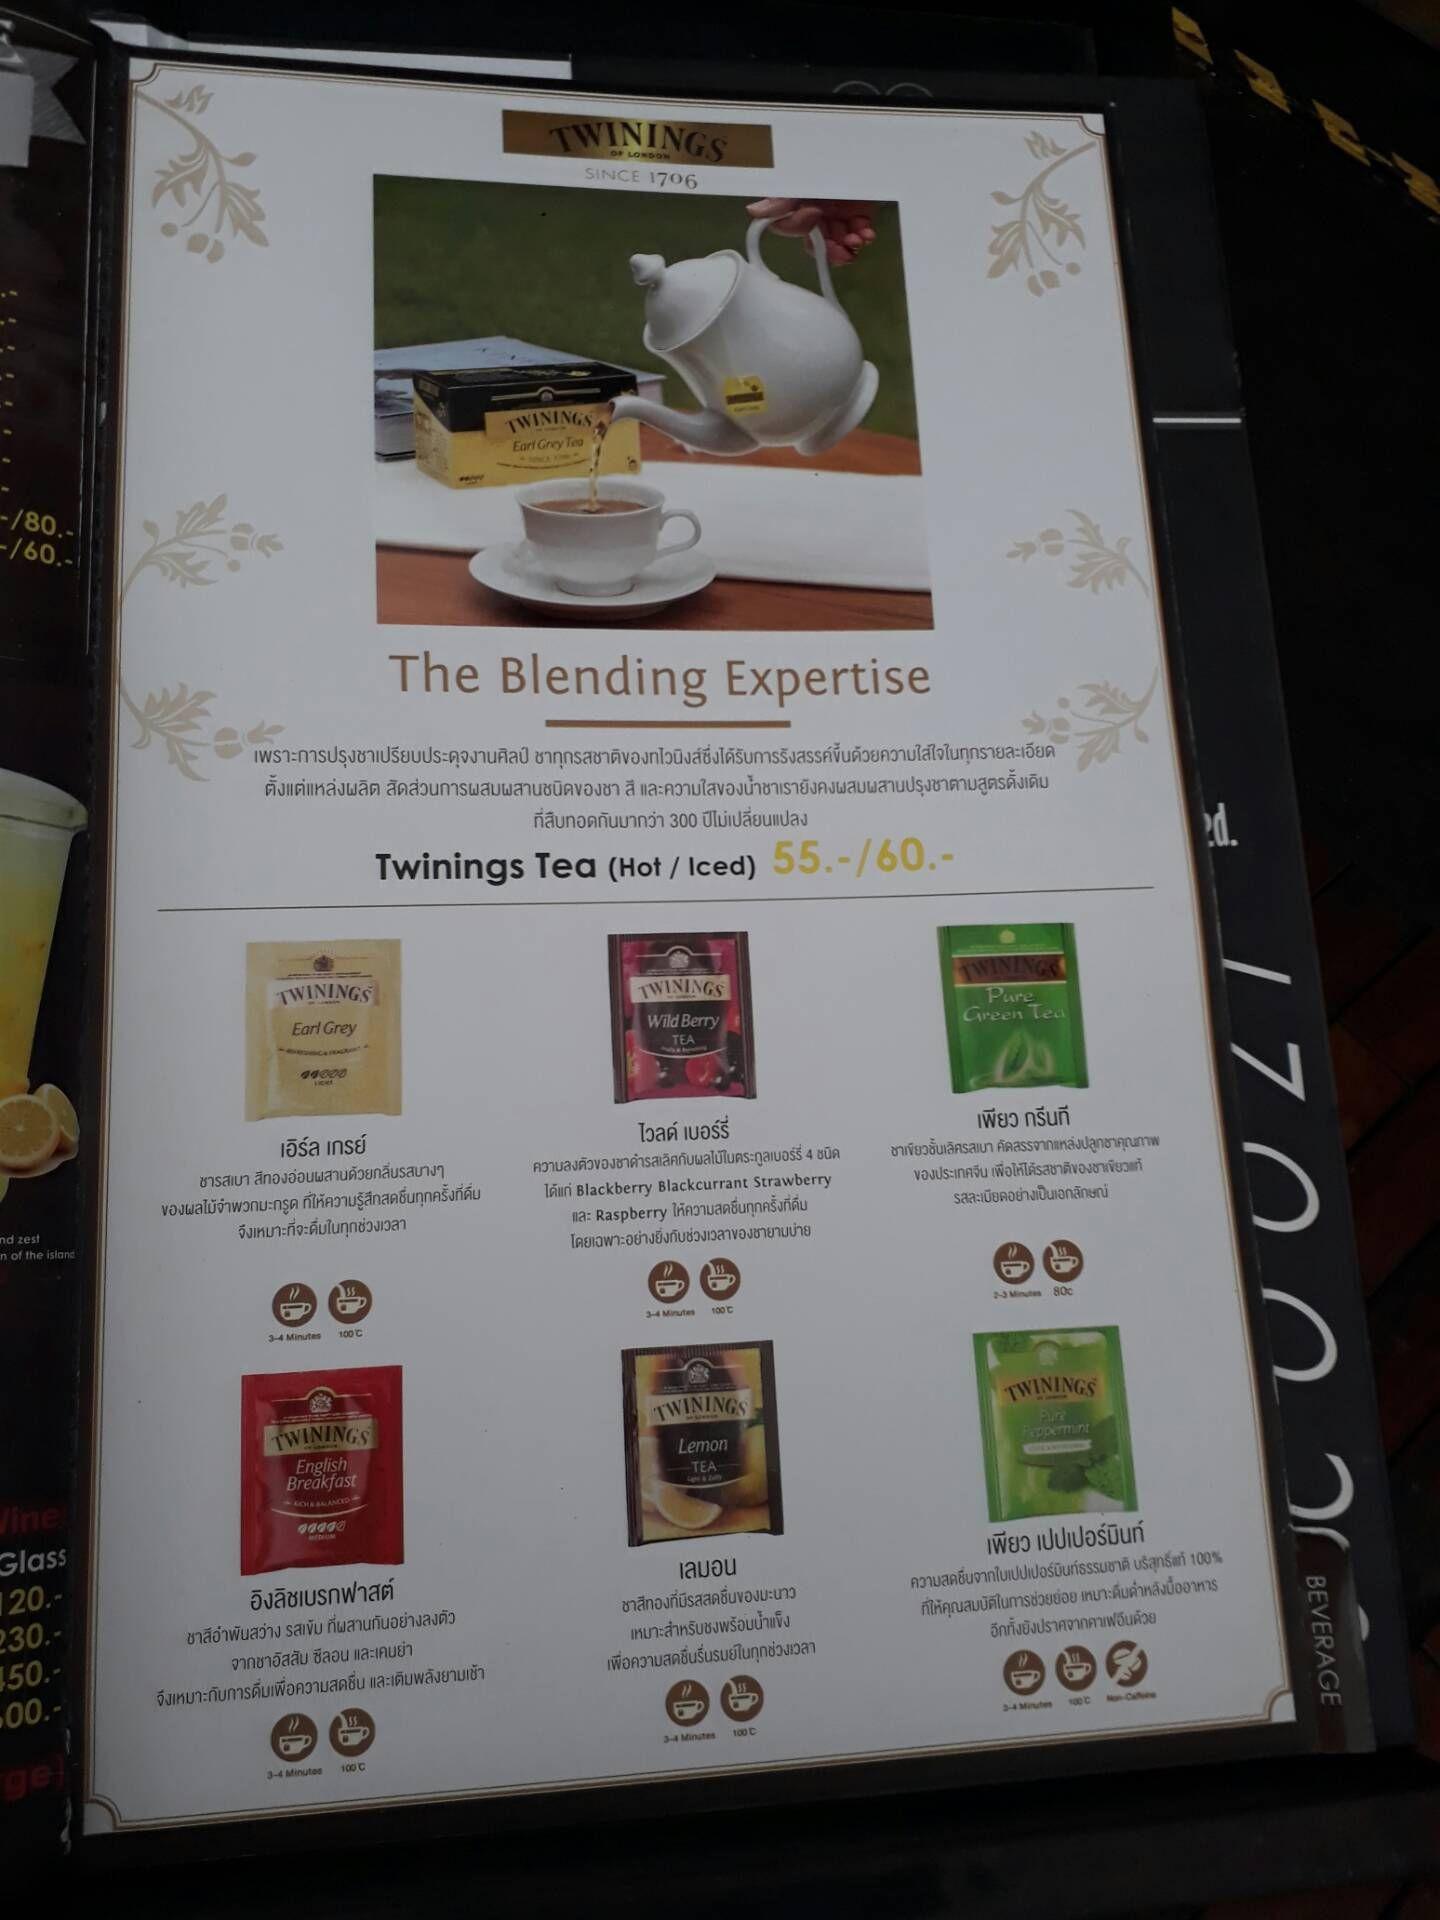 TWININGS
OF LONDON
SINCE 1706
TWININGS
Earl Grey Tea
The Blending Expertise
เพราะการปรุงชาเปรียบประดุจงานศิลป์ ชาทุกรสชาติของทไวนิงส์ซึ่งได้รับการรังสรรค์ขึ้นด้วยความใส่ใจในทุกรายละเอียด
ตั้งแต่แหล่งผลิต สัดส่วนการผสมผสานชนิดของชา สี และความใสของน้ำชาเรายังคงผสมผสานปรุงชาตามสูตรดั้งเดิม
ที่สืบทอดกันมากว่า 300 ปีไม่เปลี่ยนแปลง
Twinings Tea (Hot / Iced) 55.-/60.-
TWININGS
OF LONDON
Earl Grey
LIGHT
เอิร์ล เกรย์
ชารสเบา สีทองอ่อนผสานด้วยกลิ่นรสบางๆ
ของผลไม้จำพวกมะกรูด ที่ให้ความรู้สึกสดชื่นทุกครั้งที่ดื่ม
จึงเหมาะที่จะดื่มในทุกช่วงเวลา
3-4 Minutes 100°C
TWININGS
OF LONDON
Wild Berry
TEA
ไวลด์ เบอร์รี่
ความลงตัวของชาดำรสเลิศกับผลไม้ในตระกูลเบอร์รี่ 4 ชนิด
ได้แก่ Blackberry Blackcurrant Strawberry
และ Raspberry ให้ความสดชื่นทุกครั้งที่ดื่ม
โดยเฉพาะอย่างยิ่งกับช่วงเวลาของชายามบ่าย
3-4 Minutes 100°C
TWININGS
Pure
Green Tea
เพียว กรีนที
ชาเขียวชั้นเลิศรสเบา คัดสรรจากแหล่งปลูกชาคุณภาพ
ของประเทศจีน เพื่อให้ได้รสชาติของชาเขียวแท้
รสละเมียดอย่างเป็นเอกลักษณ์
2-3 Minutes 80c
TWININGS
OF LONDON
English
Breakfast
RICH & BALANCED
MEDIUM
อิงลิชเบรกฟาสต์
ชาสีอำพันสว่าง รสเข้ม ที่ผสานกันอย่างลงตัว
จากชาอัสสัม ซีลอน และเคนย่า
จึงเหมาะกับการดื่มเพื่อความสดชื่น และเติมพลังยามเช้า
3-4 Minutes 100°C
TWININGS
OF LONDON
Lemon
TEA
Light & Zesty
เลมอน
ชาสีทองที่มีรสสดชื่นของมะนาว
เหมาะสำหรับชงพร้อมน้ำแข็ง
เพื่อความสดชื่นรื่นรมย์ในทุกช่วงเวลา
3-4 Minutes 100°C
TWININGS
OF LONDON
Pure
Peppermint
เพียว เปปเปอร์มินท์
ความสดชื่นจากใบเปปเปอร์มินท์ธรรมชาติ บริสุทธิ์แท้ 100%
ที่ให้คุณสมบัติในการช่วยย่อย เหมาะดื่มด่ำหลังมื้ออาหาร
อีกทั้งยังปราศจากคาเฟอีนด้วย
3-4 Minutes 100°C Non-Caffeine
-/80.-
-/60.-
nd zest
n of the island
Wine
Glass
120.-
230.-
450.-
BEVERAGE